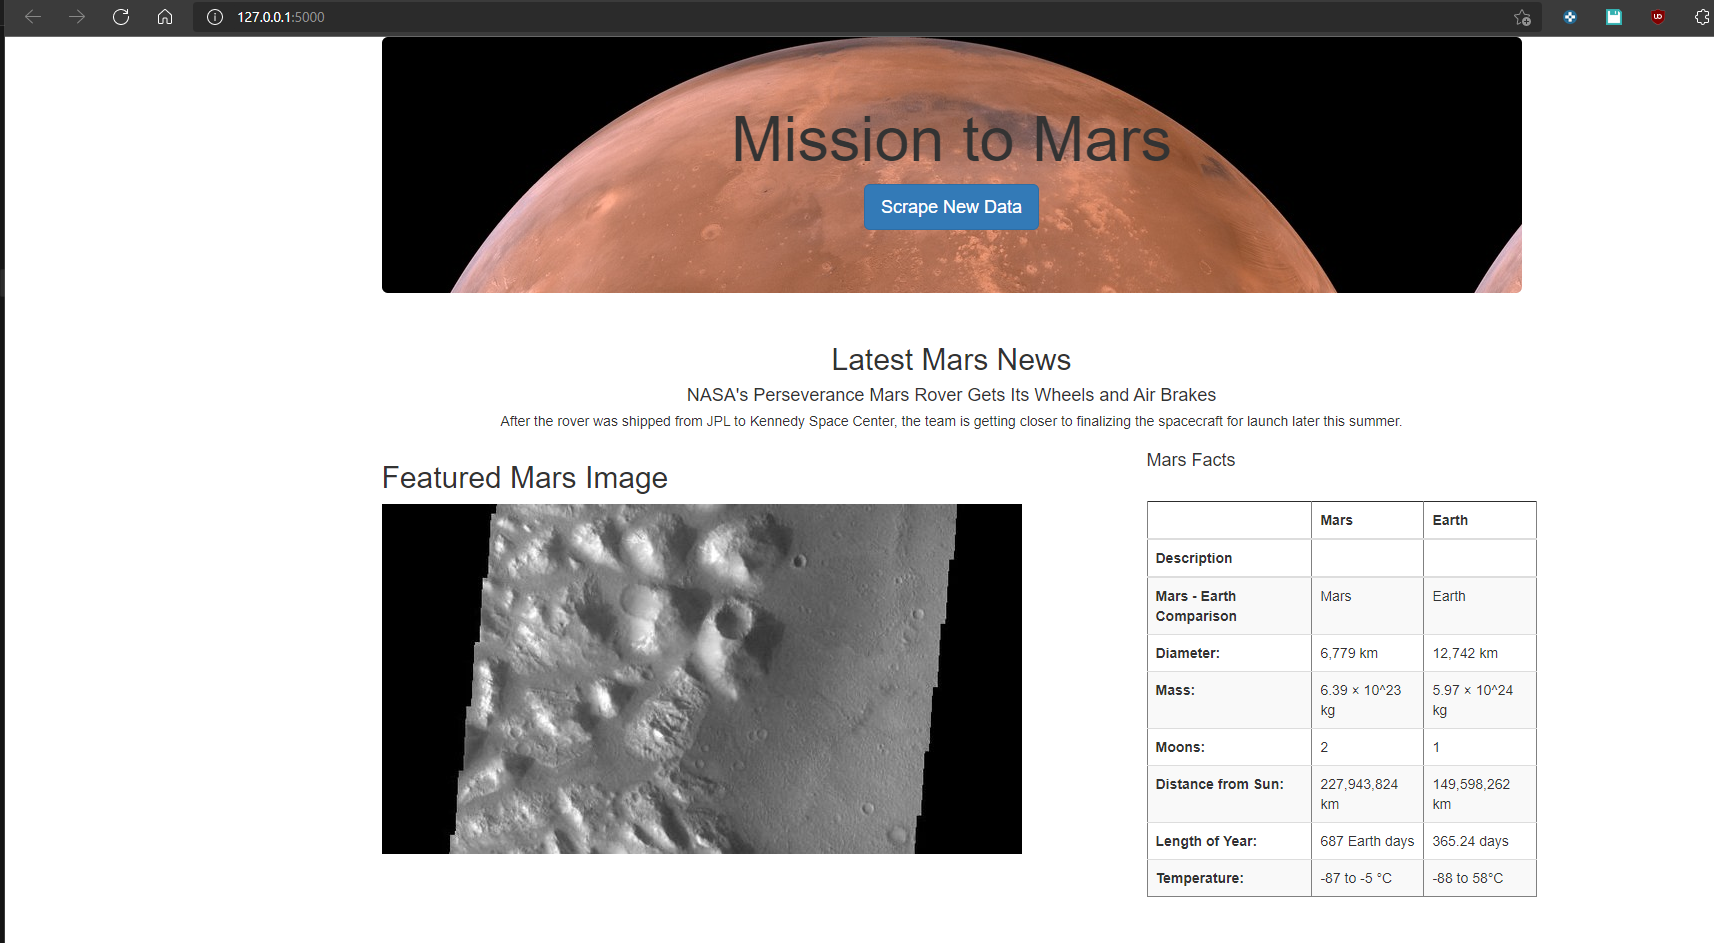 127.0.0.1:5000
Mission to Mars
Scrape New Data
Latest Mars News
NASA's Perseverance Mars Rover Gets Its Wheels and Air Brakes
After the rover was shipped from JPL to Kennedy Space Center, the team is getting closer to finalizing the spacecraft for launch later this summer.
Featured Mars Image
Mars Facts
Mars Earth
Description
Mars - Earth Mars Earth
Comparison
Diameter: 6,779 km 12,742 km
Mass: 6.39 × 10^23 5.97 × 10^24
kg kg
Moons: 2 1
Distance from Sun: 227,943,824 149,598,262
km km
Length of Year: 687 Earth days 365.24 days
Temperature: -87 to -5 °C -88 to 58°C